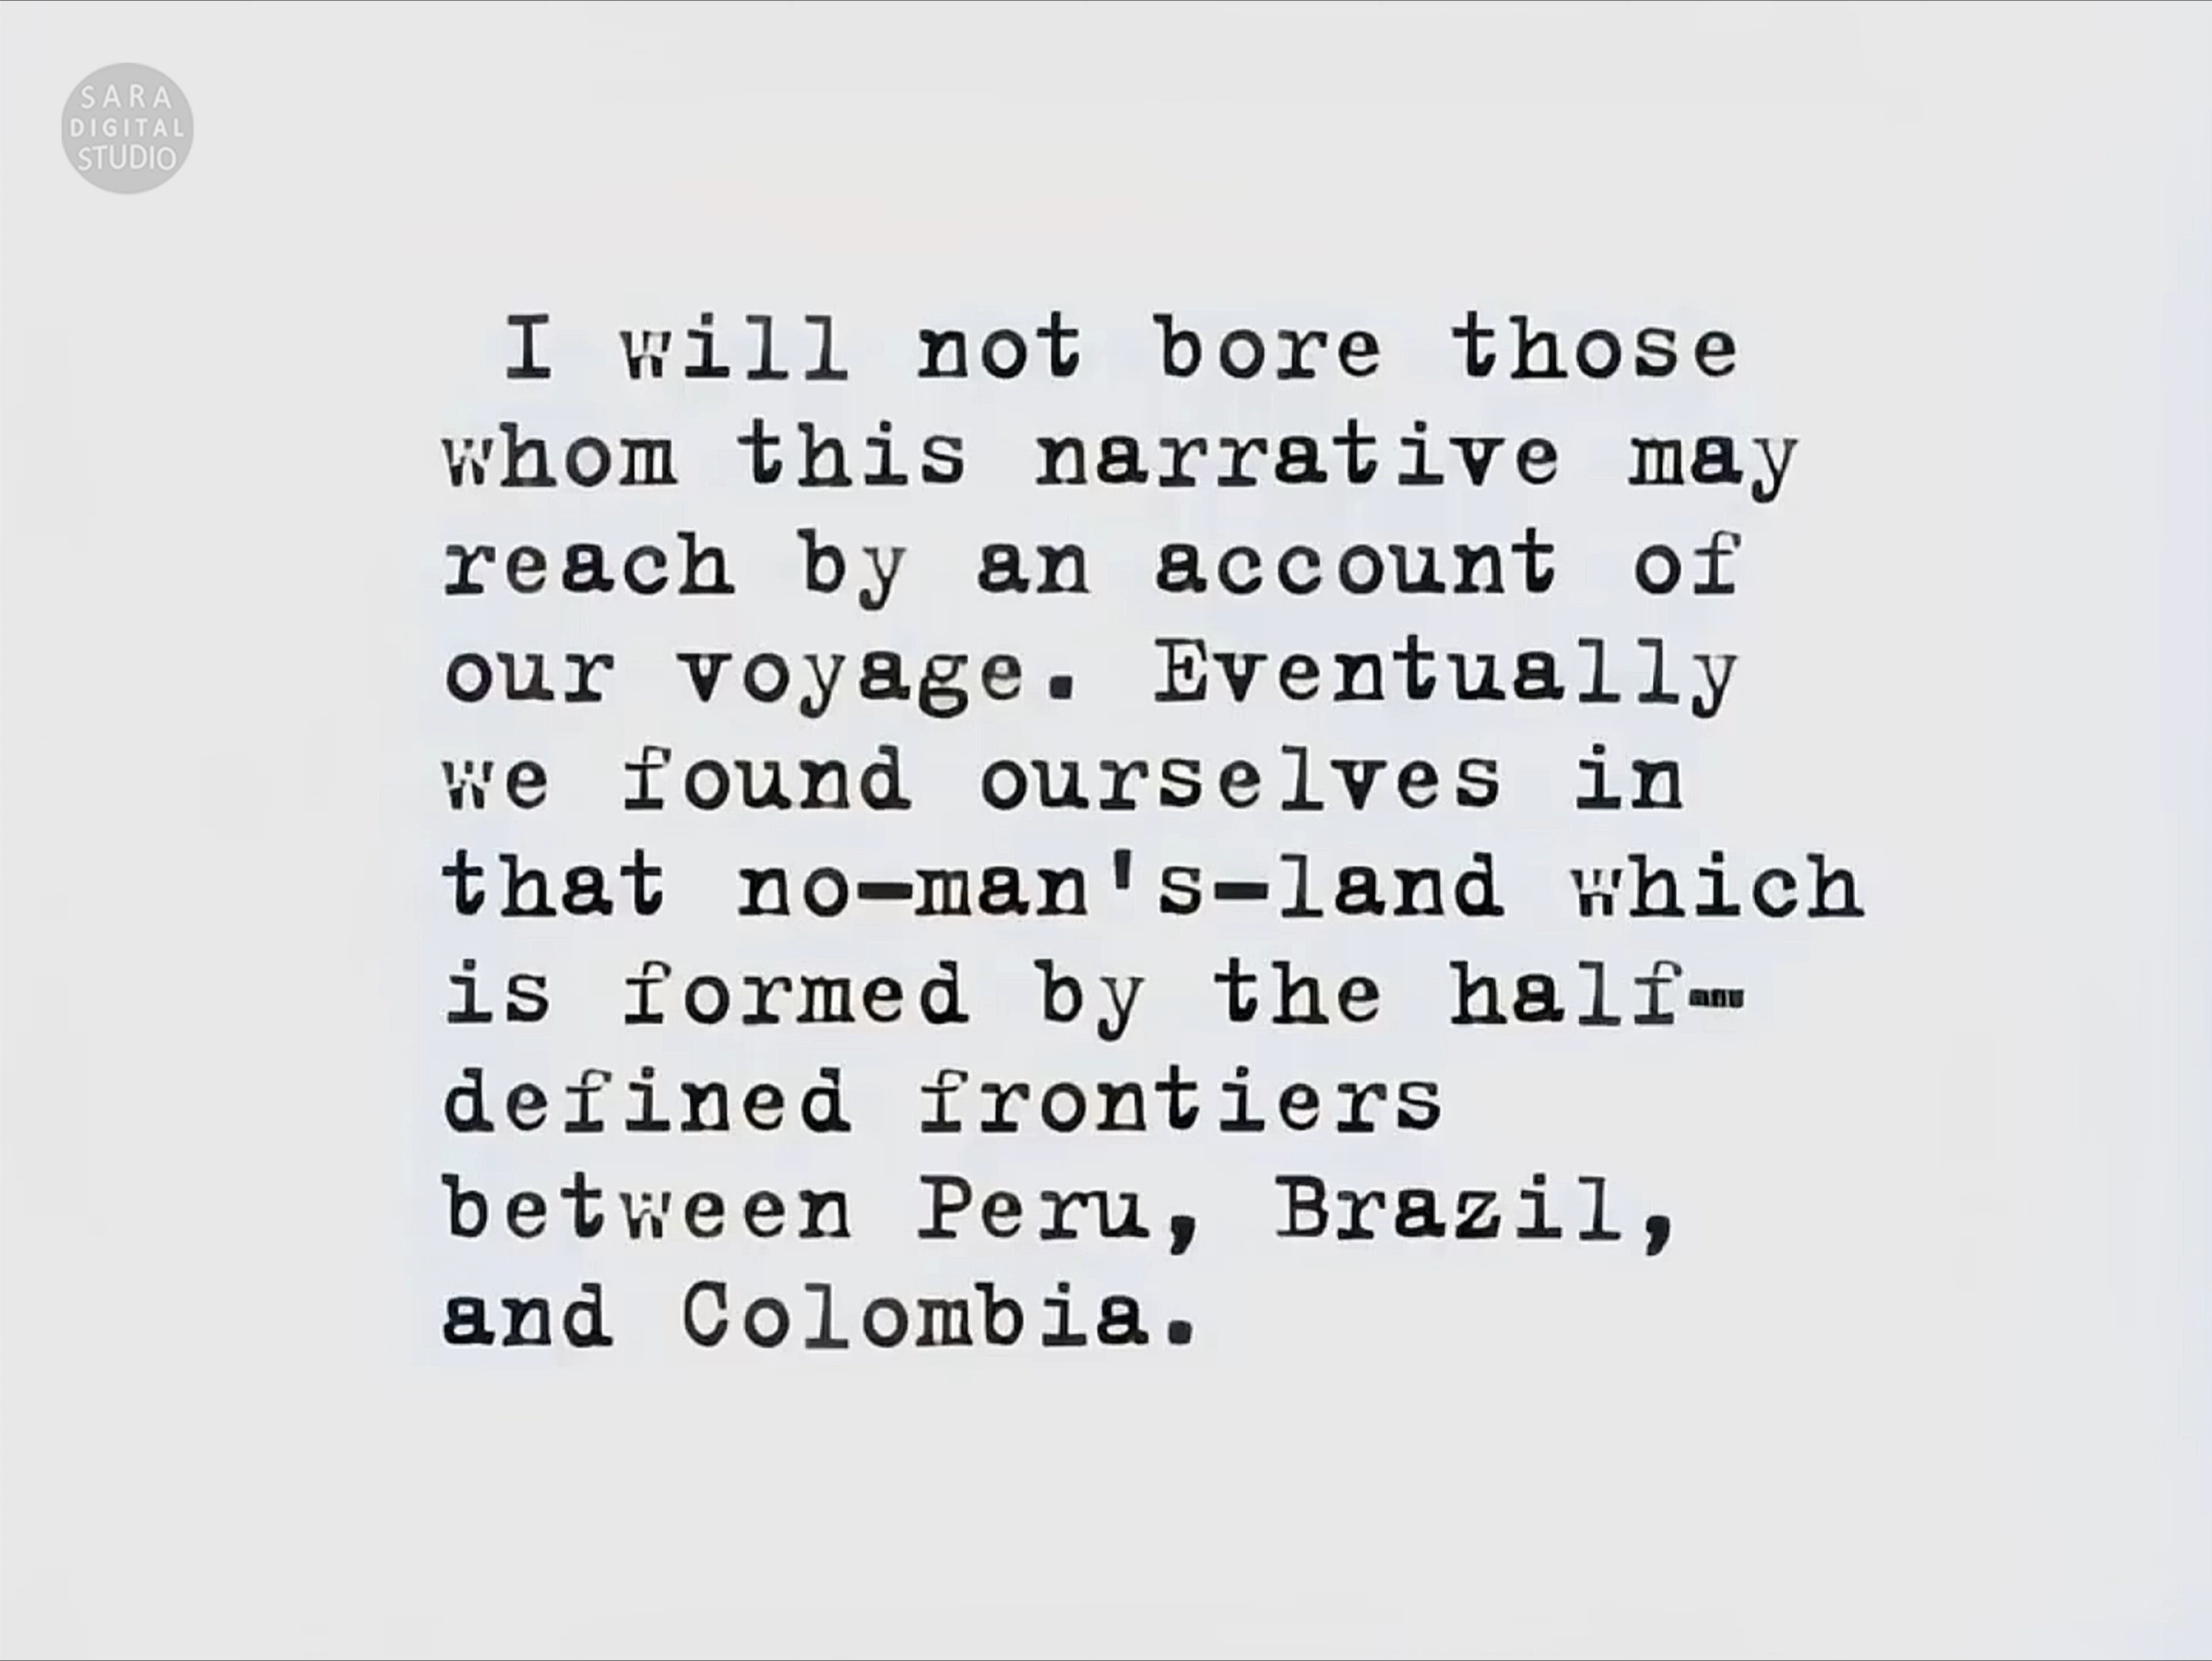 SARA
DIGITAL
STUDIO
I will not bore those
whom this narrative may
reach by an account of
our voyage. Eventually
we found ourselves in
that no-man's-land which
is formed by the half-
defined frontiers
between Peru, Brazil,
and Colombia.